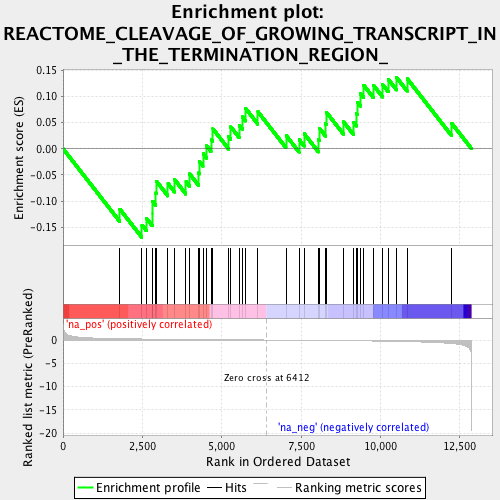 Enrichment plot:
REACTOME_CLEAVAGE_OF_GROWING_TRANSCRIPT_IN
_THE_TERMINATION_REGION_
Enrichment score (ES)
0.15
0.10
0.05
0.00
-0.05
-0.10
-0.15
'na_pos' (positively correlated)
Ranked list metric (PreRanked)
0
-5
-10
-15
-20
Zero cross at 6412
'na_neg' (negatively correlated)
0
2,500
5,000
7,500
10,000
12,500
Rank in Ordered Dataset
Enrichment profile
Hits
Ranking metric scores